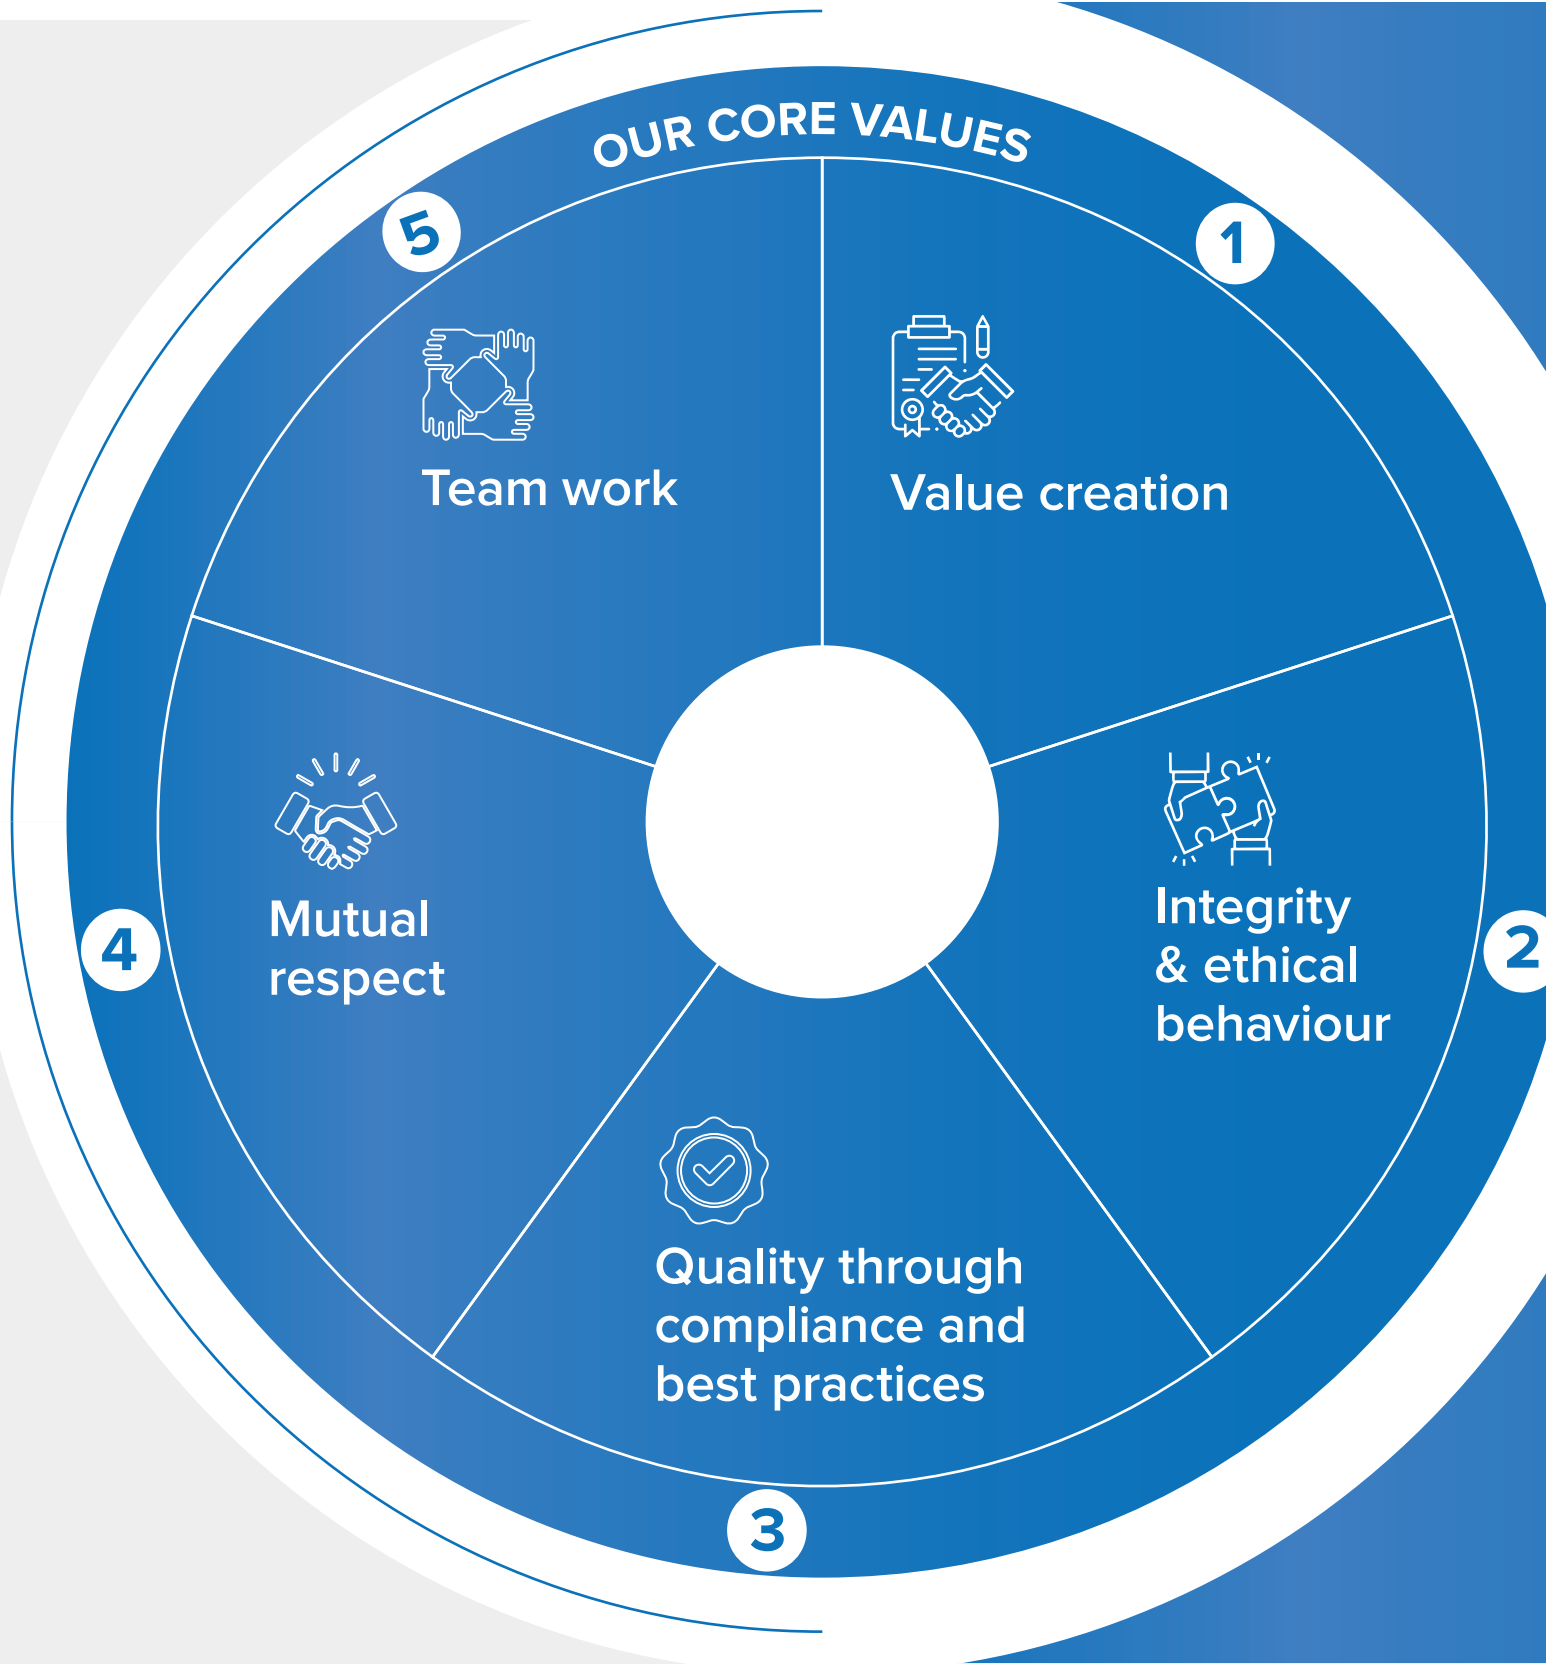 OUR CORE VALUES
1
Value creation
2
Integrity
& ethical
behaviour
3
Quality through
compliance and
best practices
4
Mutual
respect
5
Team work